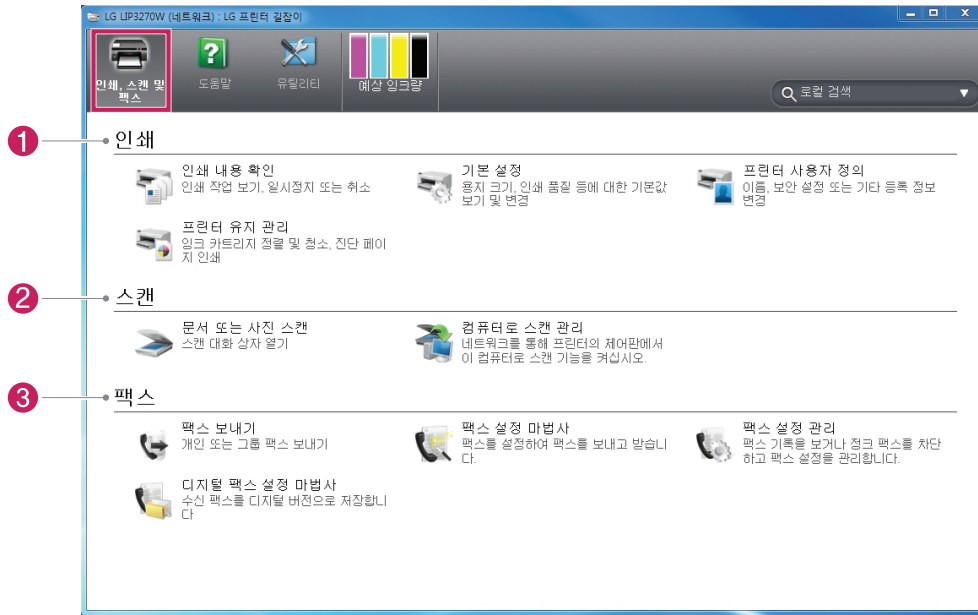 LG LIP3270W (네트워크) : LG 프린터 길잡이
인쇄, 스캔 및
팩스
도움말
유틸리티
예상 잉크량
로컬 검색
1
인쇄
인쇄 내용 확인
인쇄 작업 보기, 일시정지 또는 취소
기본 설정
용지 크기, 인쇄 품질 등에 대한 기본값
보기 및 변경
프린터 사용자 정의
이름, 보안 설정 또는 기타 등록 정보
변경
프린터 유지 관리
잉크 카트리지 정렬 및 청소, 진단 페이
지 인쇄
2
스캔
문서 또는 사진 스캔
스캔 대화 상자 열기
컴퓨터로 스캔 관리
네트워크를 통해 프린터의 제어판에서
이 컴퓨터로 스캔 기능을 켜십시오.
3
팩스
팩스 보내기
개인 또는 그룹 팩스 보내기
팩스 설정 마법사
팩스를 설정하여 팩스를 보내고 받습니
다.
팩스 설정 관리
팩스 기록을 보거나 정크 팩스를 차단
하고 팩스 설정을 관리합니다.
디지털 팩스 설정 마법사
수신 팩스를 디지털 버전으로 저장합니
다